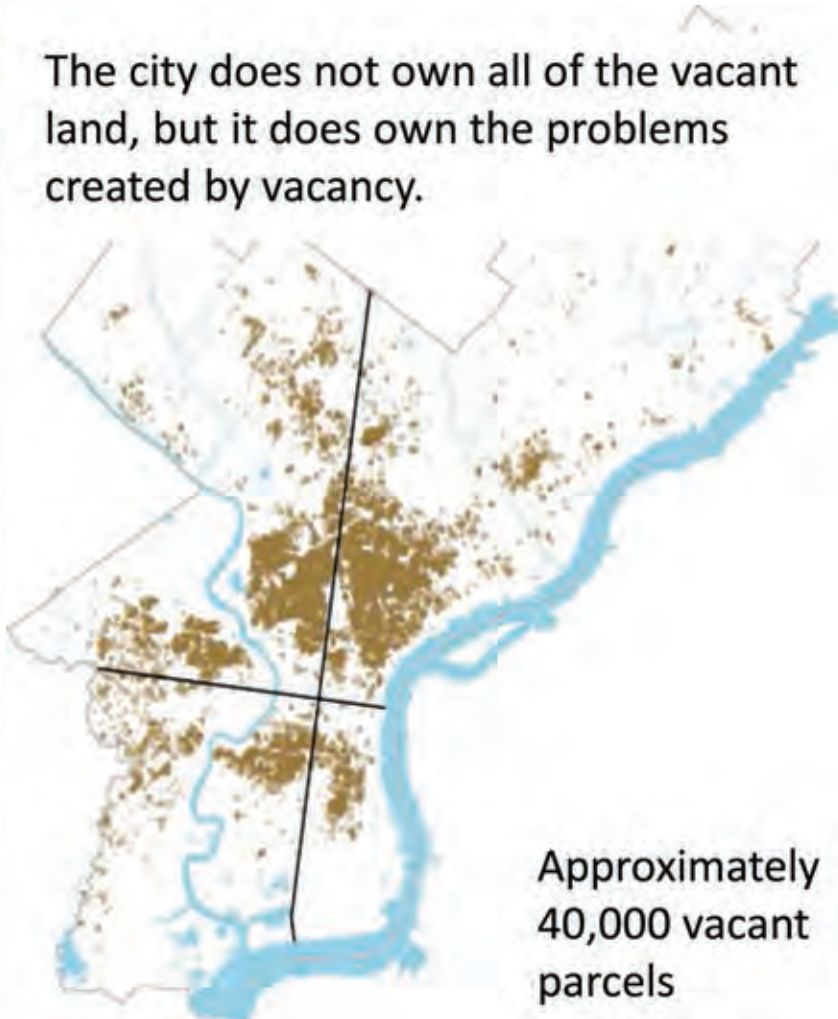 The city does not own all of the vacant
land, but it does own the problems
created by vacancy.
Approximately
40,000 vacant
parcels